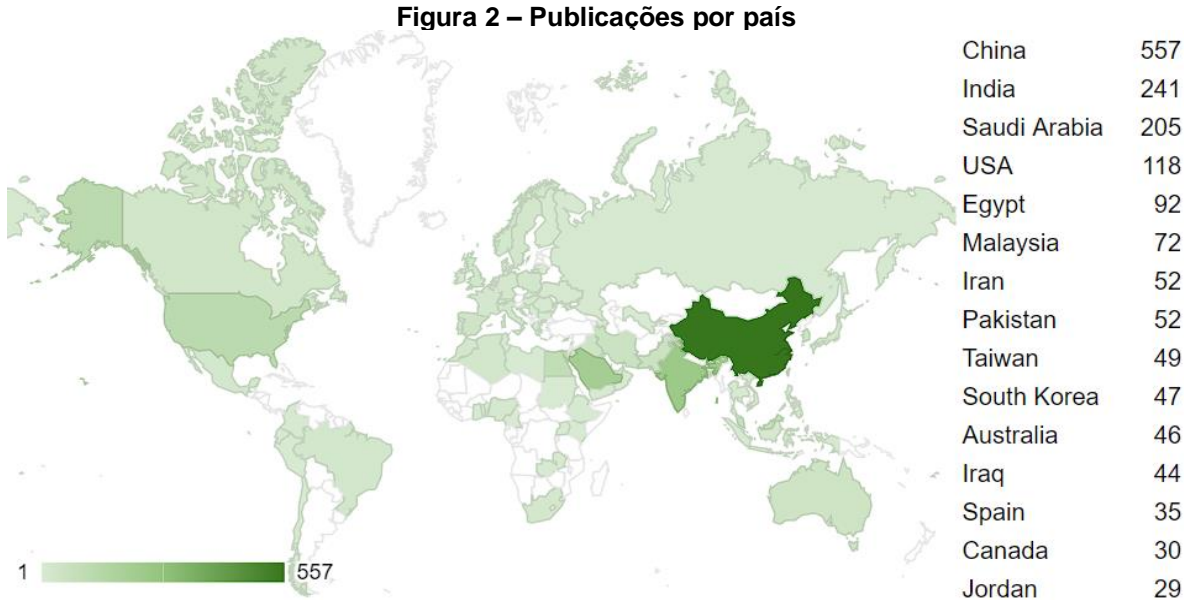 Figura 2 – Publicações por país
China 557
India 241
Saudi Arabia 205
USA 118
Egypt 92
Malaysia 72
Iran 52
Pakistan 52
Taiwan 49
South Korea 47
Australia 46
Iraq 44
Spain 35
Canada 30
Jordan 29
1 557